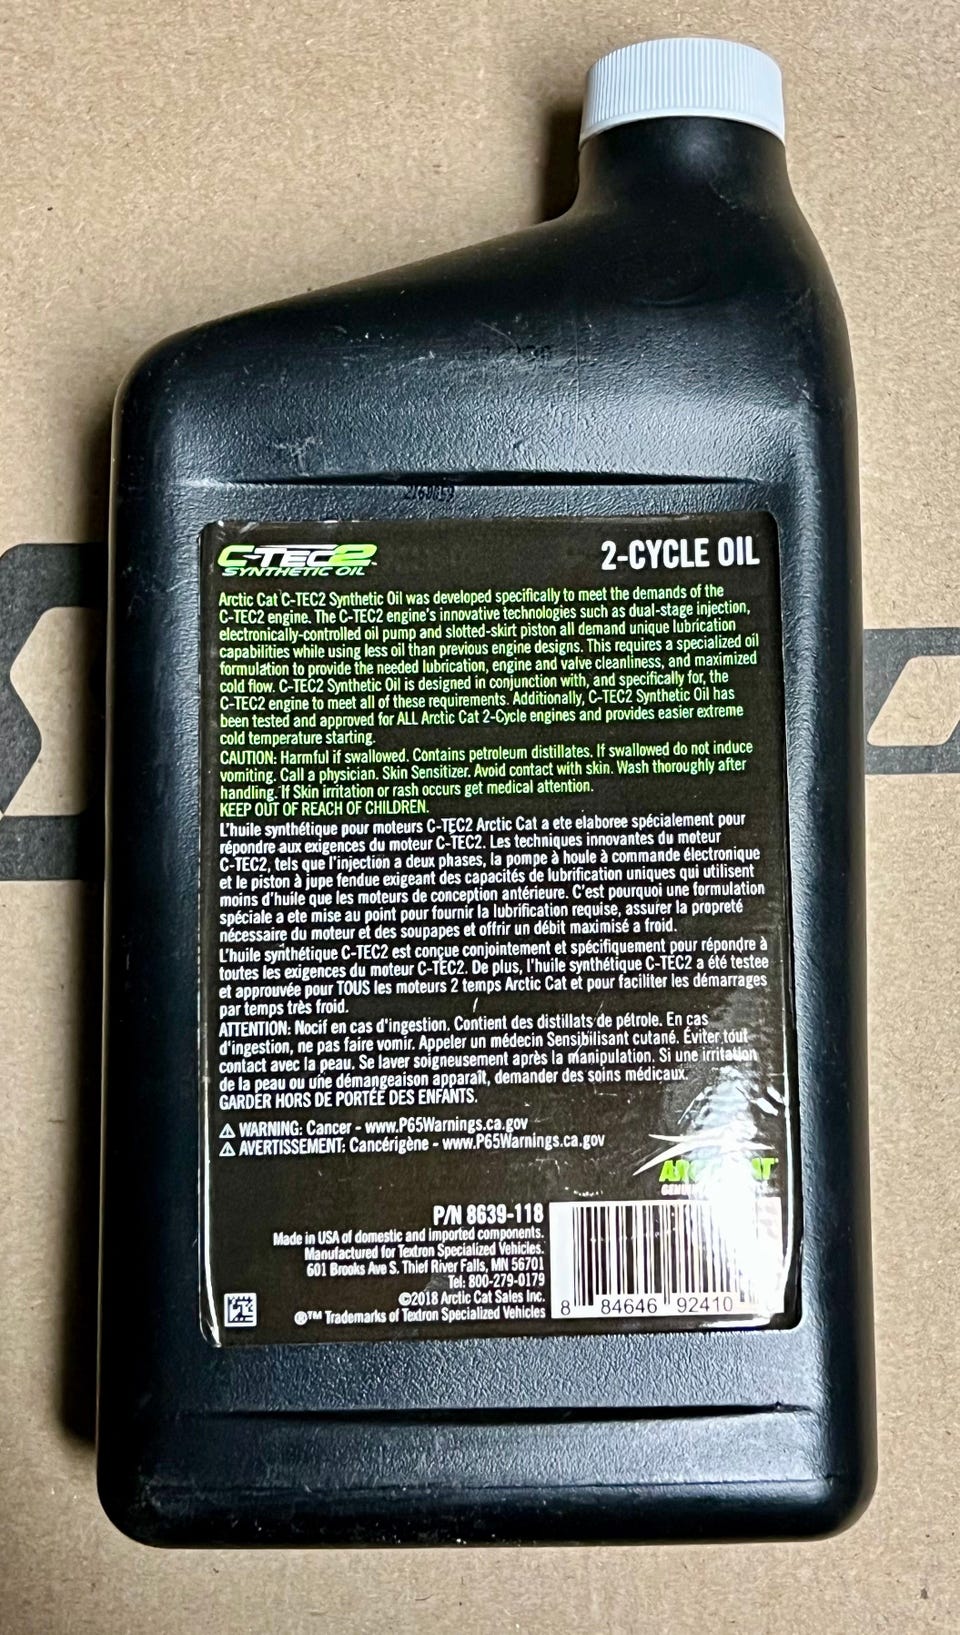 C-TEC2
SYNTHETIC OIL
2-CYCLE OIL
Arctic Cat C-TEC2 Synthetic Oil was developed specifically to meet the demands of the
C-TEC2 engine. The C-TEC2 engine's innovative technologies such as dual-stage injection,
electronically-controlled oil pump and slotted-skirt piston all demand unique lubrication
capabilities while using less oil than previous engine designs. This requires a specialized oil
formulation to provide the needed lubrication, engine and valve cleanliness, and maximized
cold flow. C-TEC2 Synthetic Oil is designed in conjunction with, and specifically for, the
C-TEC2 engine to meet all of these requirements. Additionally, C-TEC2 Synthetic Oil has
been tested and approved for ALL Arctic Cat 2-Cycle engines and provides easier extreme
cold temperature starting.
CAUTION: Harmful if swallowed. Contains petroleum distillates. If swallowed do not induce
vomiting. Call a physician. Skin Sensitizer. Avoid contact with skin. Wash thoroughly after
handling. If Skin irritation or rash occurs get medical attention.
KEEP OUT OF REACH OF CHILDREN.
L'huile synthétique pour moteurs C-TEC2 Arctic Cat a ete elaboree spécialement pour
répondre aux exigences du moteur C-TEC2. Les techniques innovantes du moteur
C-TEC2, tels que l'injection a deux phases, la pompe à houle à commande électronique
et le piston à jupe fendue exigeant des capacités de lubrification uniques qui utilisent
moins d'huile que les moteurs de conception antérieure. C'est pourquoi une formulation
spéciale a ete mise au point pour fournir la lubrification requise, assurer la propreté
nécessaire du moteur et des soupapes et offrir un débit maximisé a froid.
L'huile synthétique C-TEC2 est conçue conjointement et spécifiquement pour répondre à
toutes les exigences du moteur C-TEC2. De plus, l'huile synthétique C-TEC2 a été testee
et approuvée pour TOUS les moteurs 2 temps Arctic Cat et pour faciliter les démarrages
par temps très froid.
ATTENTION: Nocif en cas d'ingestion. Contient des distillats de pétrole. En cas
d'ingestion, ne pas faire vomir. Appeler un médecin Sensibilisant cutané. Éviter tout
contact avec la peau. Se laver soigneusement après la manipulation. Si une irritation
de la peau ou une démangeaison apparaît, demander des soins médicaux.
GARDER HORS DE PORTÉE DES ENFANTS.
⚠ WARNING: Cancer - www.P65Warnings.ca.gov
⚠ AVERTISSEMENT: Cancérigène - www.P65Warnings.ca.gov
P/N 8639-118
Made in USA of domestic and imported components.
Manufactured for Textron Specialized Vehicles.
601 Brooks Ave S. Thief River Falls, MN 56701
Tel: 800-279-0179
©2018 Arctic Cat Sales Inc.
®™ Trademarks of Textron Specialized Vehicles
8 84646 92410